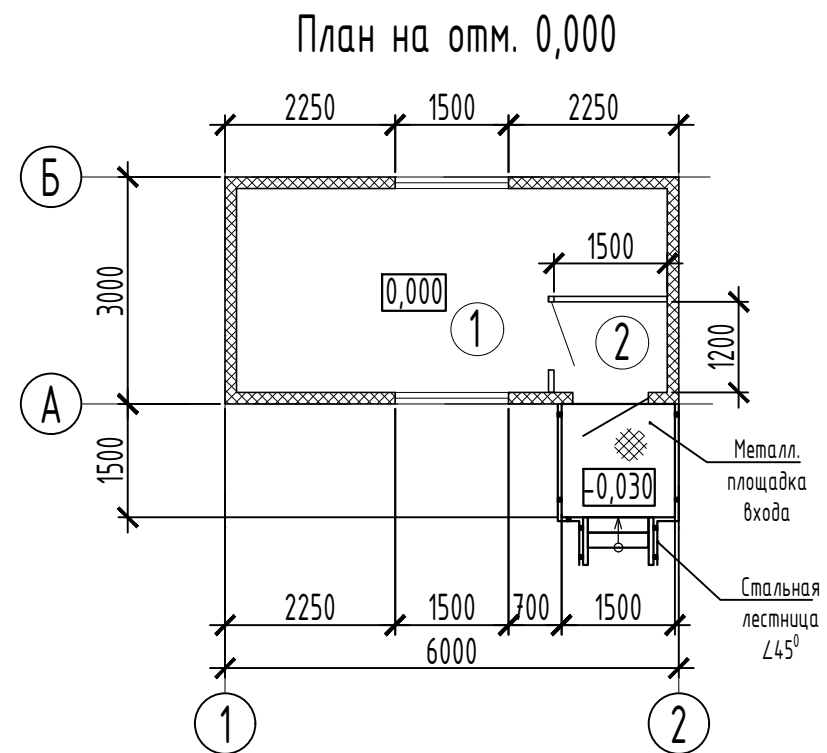 План на отм. 0,000
2250 1500 2250
Б
3000
1500
0,000
1
2
1200
А
1500
Металл.
площадка
входа
-0,030
Стальная
лестница
∠45⁰
2250 1500 700 1500
6000
1 2